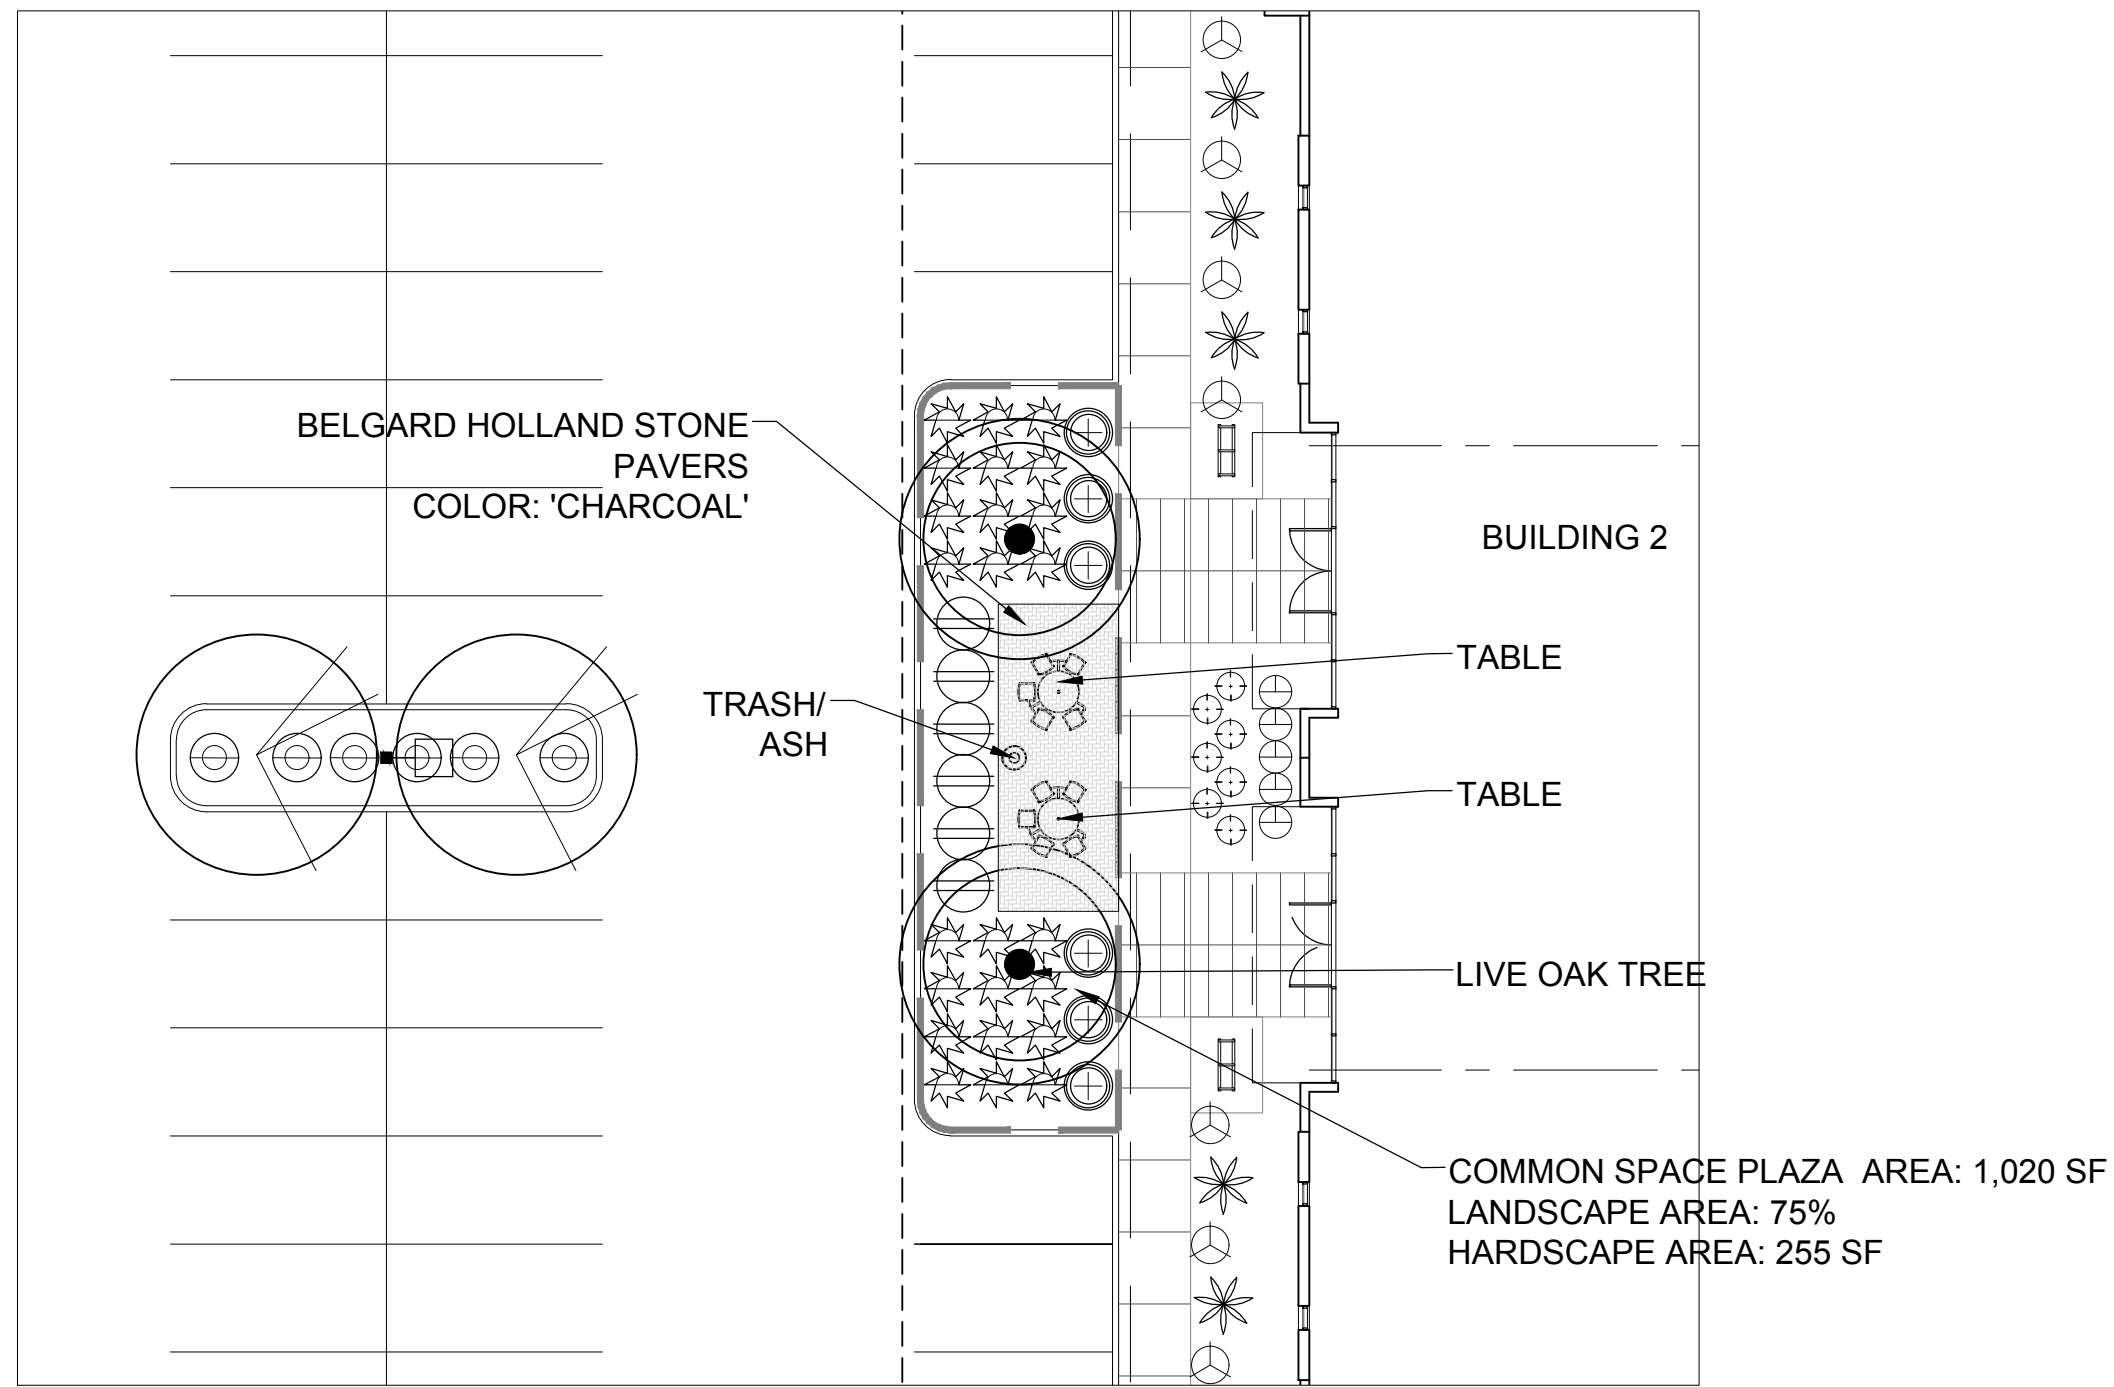 BELGARD HOLLAND STONE
PAVERS
COLOR: 'CHARCOAL'
BUILDING 2
TABLE
TRASH/
ASH
TABLE
LIVE OAK TREE
COMMON SPACE PLAZA  AREA: 1,020 SF
LANDSCAPE AREA: 75%
HARDSCAPE AREA: 255 SF